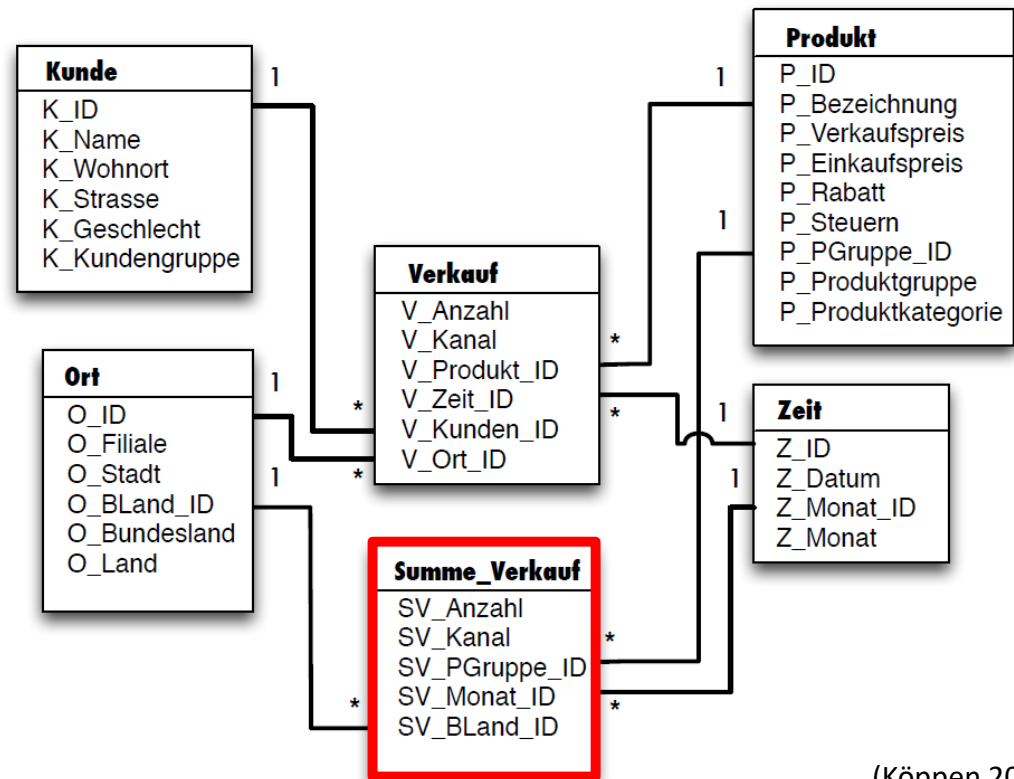 Kunde
K_ID
K_Name
K_Wohnort
K_Strasse
K_Geschlecht
K_Kundengruppe
1
Produkt
P_ID
P_Bezeichnung
P_Verkaufspreis
P_Einkaufspreis
P_Rabatt
P_Steuern
P_PGruppe_ID
P_Produktgruppe
P_Produktkategorie
1
1
Verkauf
V_Anzahl
V_Kanal
V_Produkt_ID
V_Zeit_ID
V_Kunden_ID
V_Ort_ID
*
*
*
*
Ort
O_ID
O_Filiale
O_Stadt
O_BLand_ID
O_Bundesland
O_Land
1
1
Zeit
Z_ID
Z_Datum
Z_Monat_ID
Z_Monat
1
1
Summe_Verkauf
SV_Anzahl
SV_Kanal
SV_PGruppe_ID
SV_Monat_ID
SV_BLand_ID
*
*
*
(Köppen 20